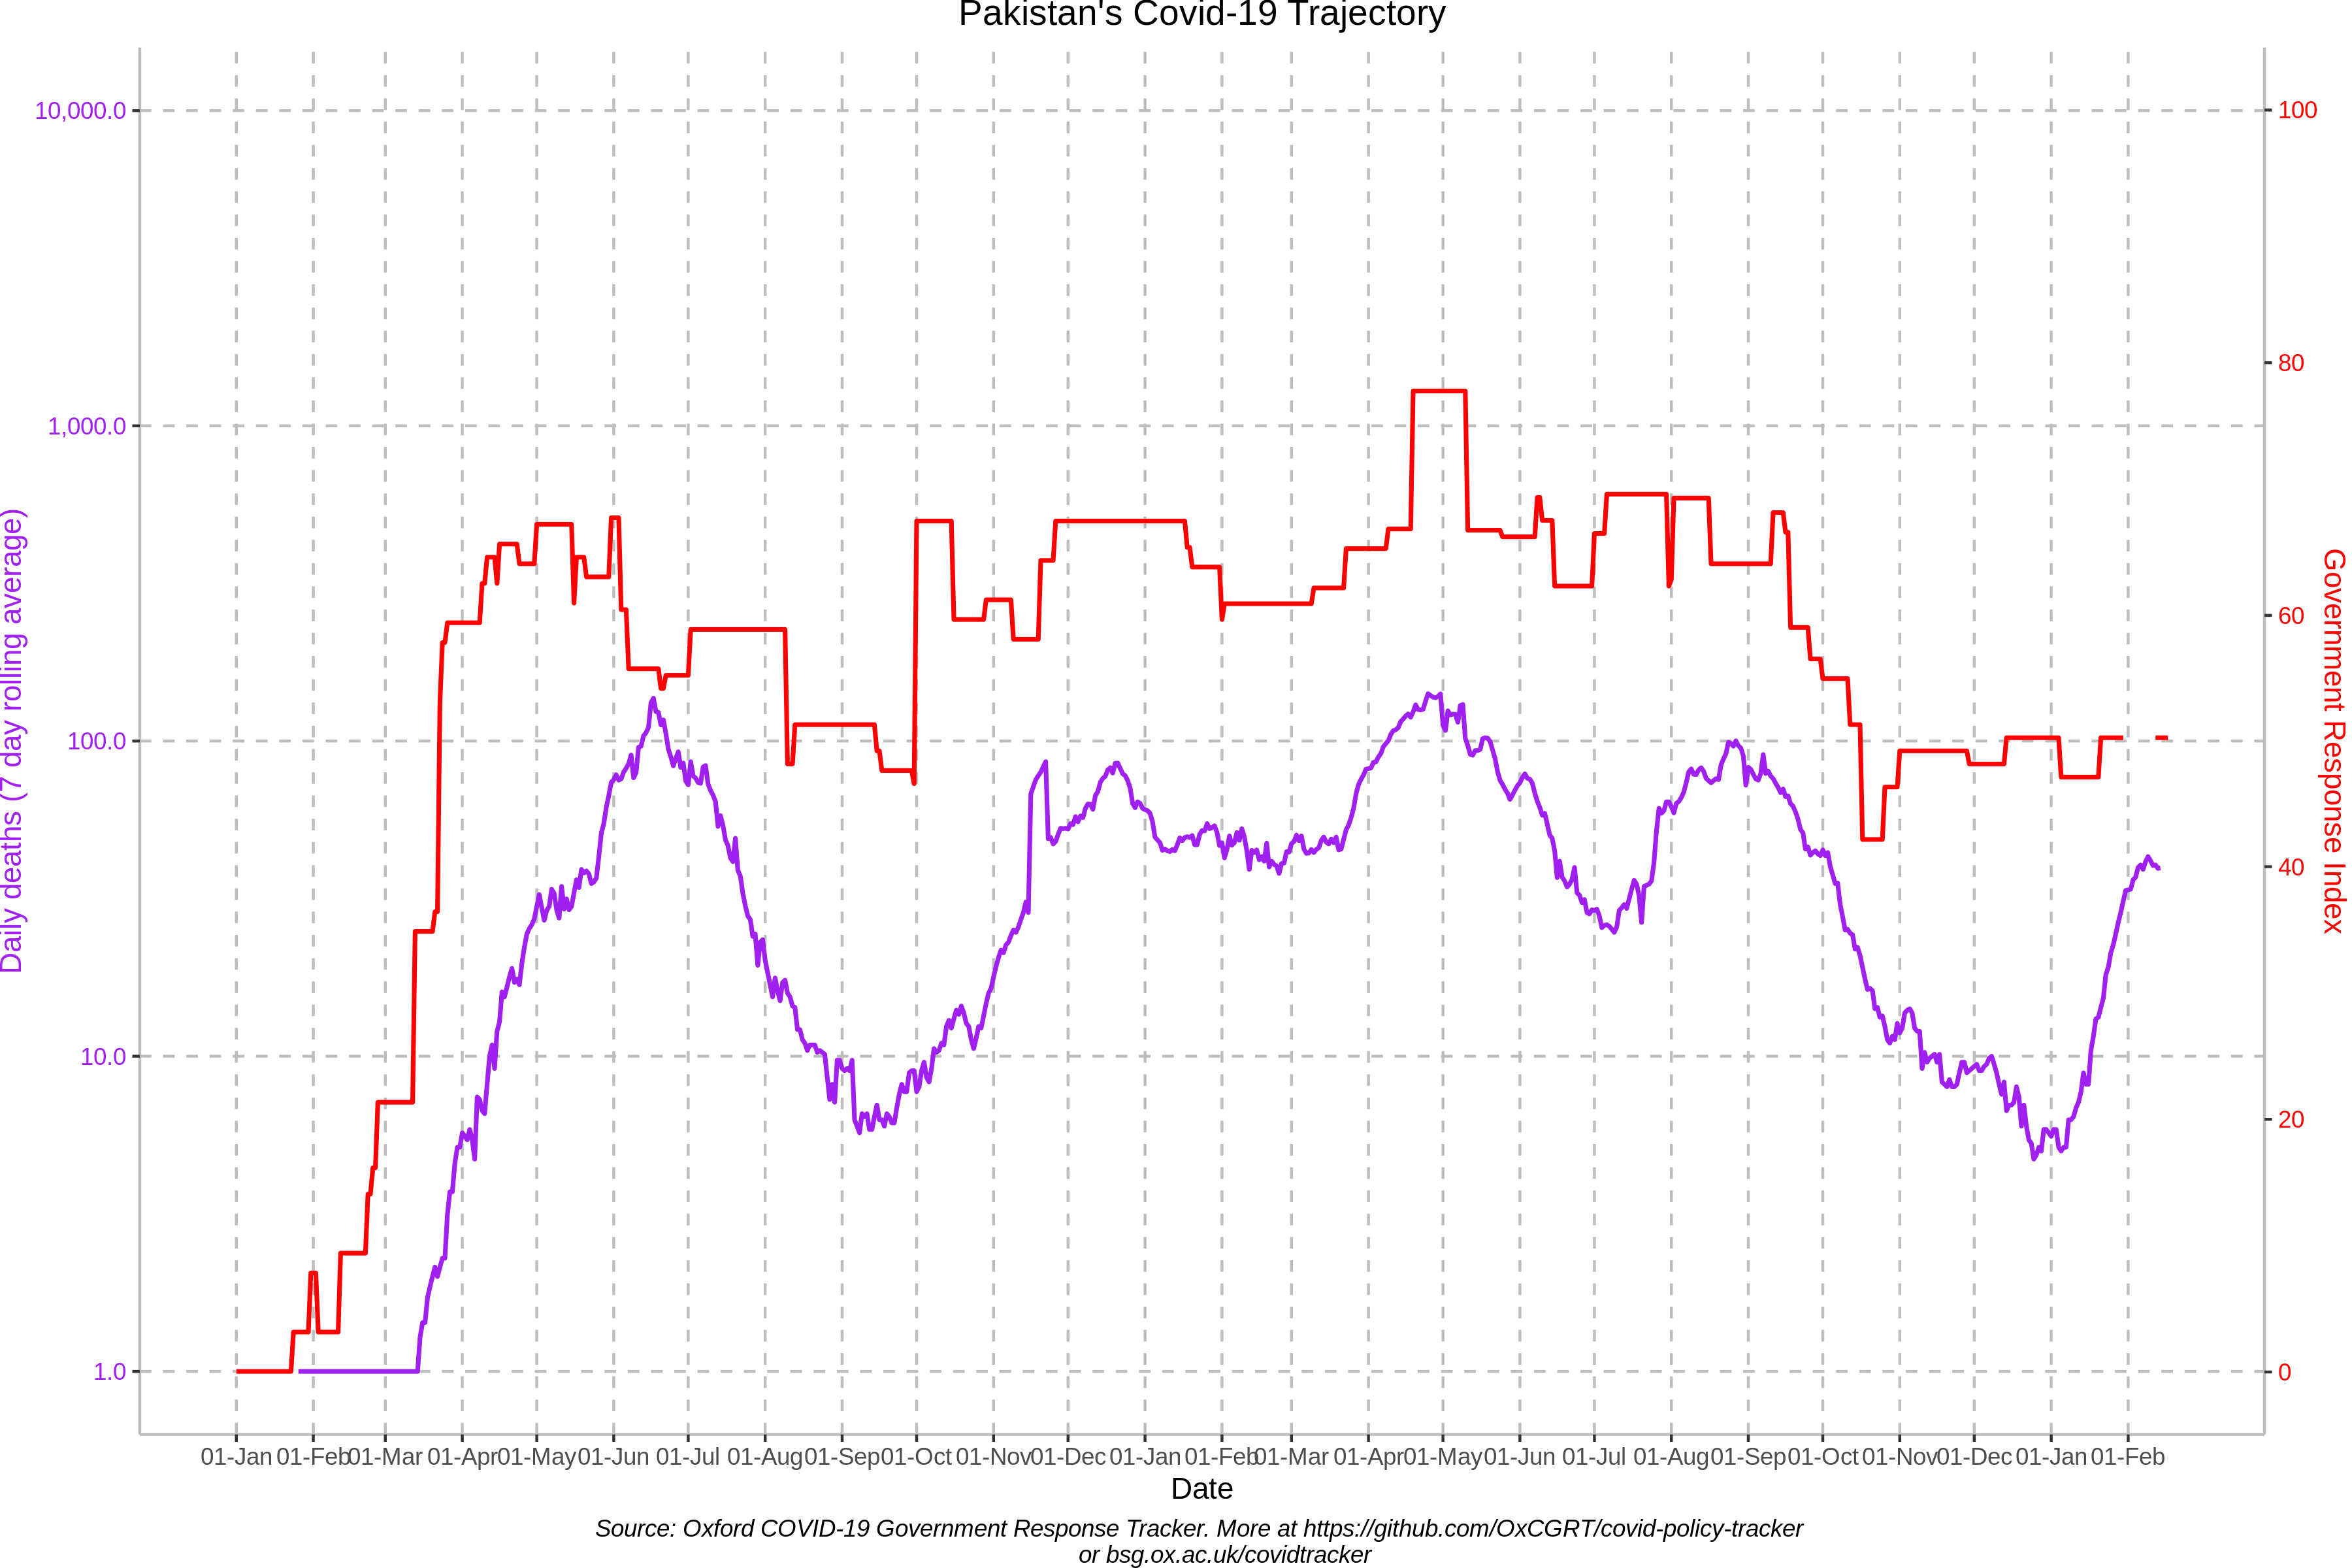 Pakistan's Covid-19 Trajectory
10,000.0
1,000.0
100.0
10.0
1.0
Daily deaths (7 day rolling average)
100
80
60
40
20
0
Government Response Index
01-Jan 01-Feb 01-Mar 01-Apr 01-May 01-Jun 01-Jul 01-Aug 01-Sep 01-Oct 01-Nov 01-Dec 01-Jan 01-Feb 01-Mar 01-Apr 01-May 01-Jun 01-Jul 01-Aug 01-Sep 01-Oct 01-Nov 01-Dec 01-Jan 01-Feb
Date
Source: Oxford COVID-19 Government Response Tracker. More at https://github.com/OxCGRT/covid-policy-tracker
or bsg.ox.ac.uk/covidtracker